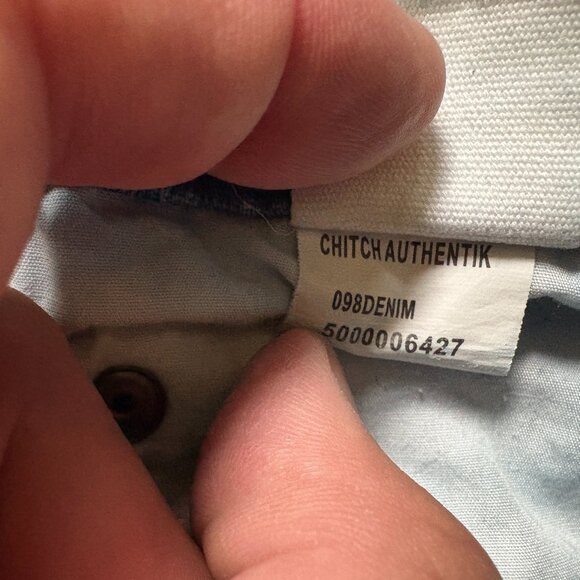 CHITCH AUTHENTIK
098DENIM
5000006427